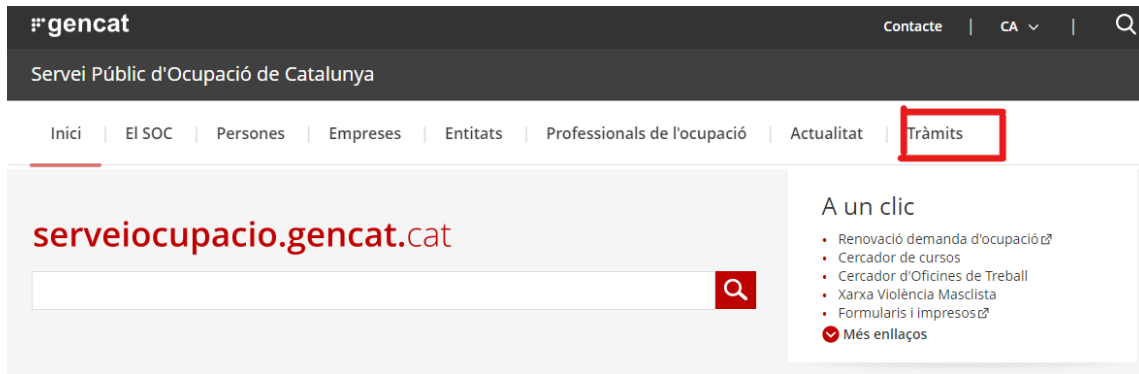 gencat
Contacte | CA |
Servei Públic d'Ocupació de Catalunya
Inici | El SOC | Persones | Empreses | Entitats | Professionals de l'ocupació | Actualitat | Tràmits
serveiocupacio.gencat.cat
A un clic
Renovació demanda d'ocupació
Cercador de cursos
Cercador d'Oficines de Treball
Xarxa Violència Masclista
Formularis i impresos
Més enllaços